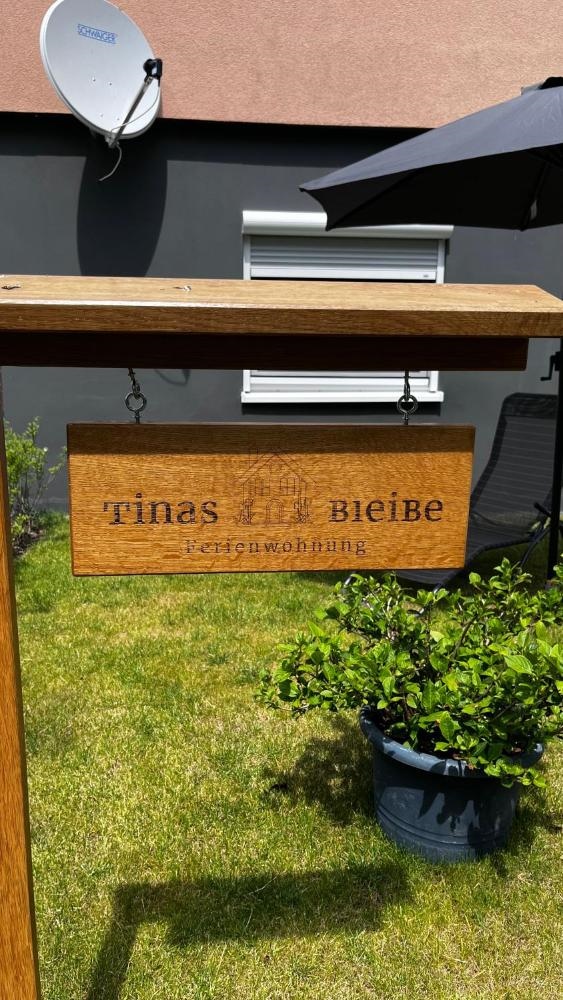 SCHWAIGER
Tinas BleiBe
Ferienwohnung